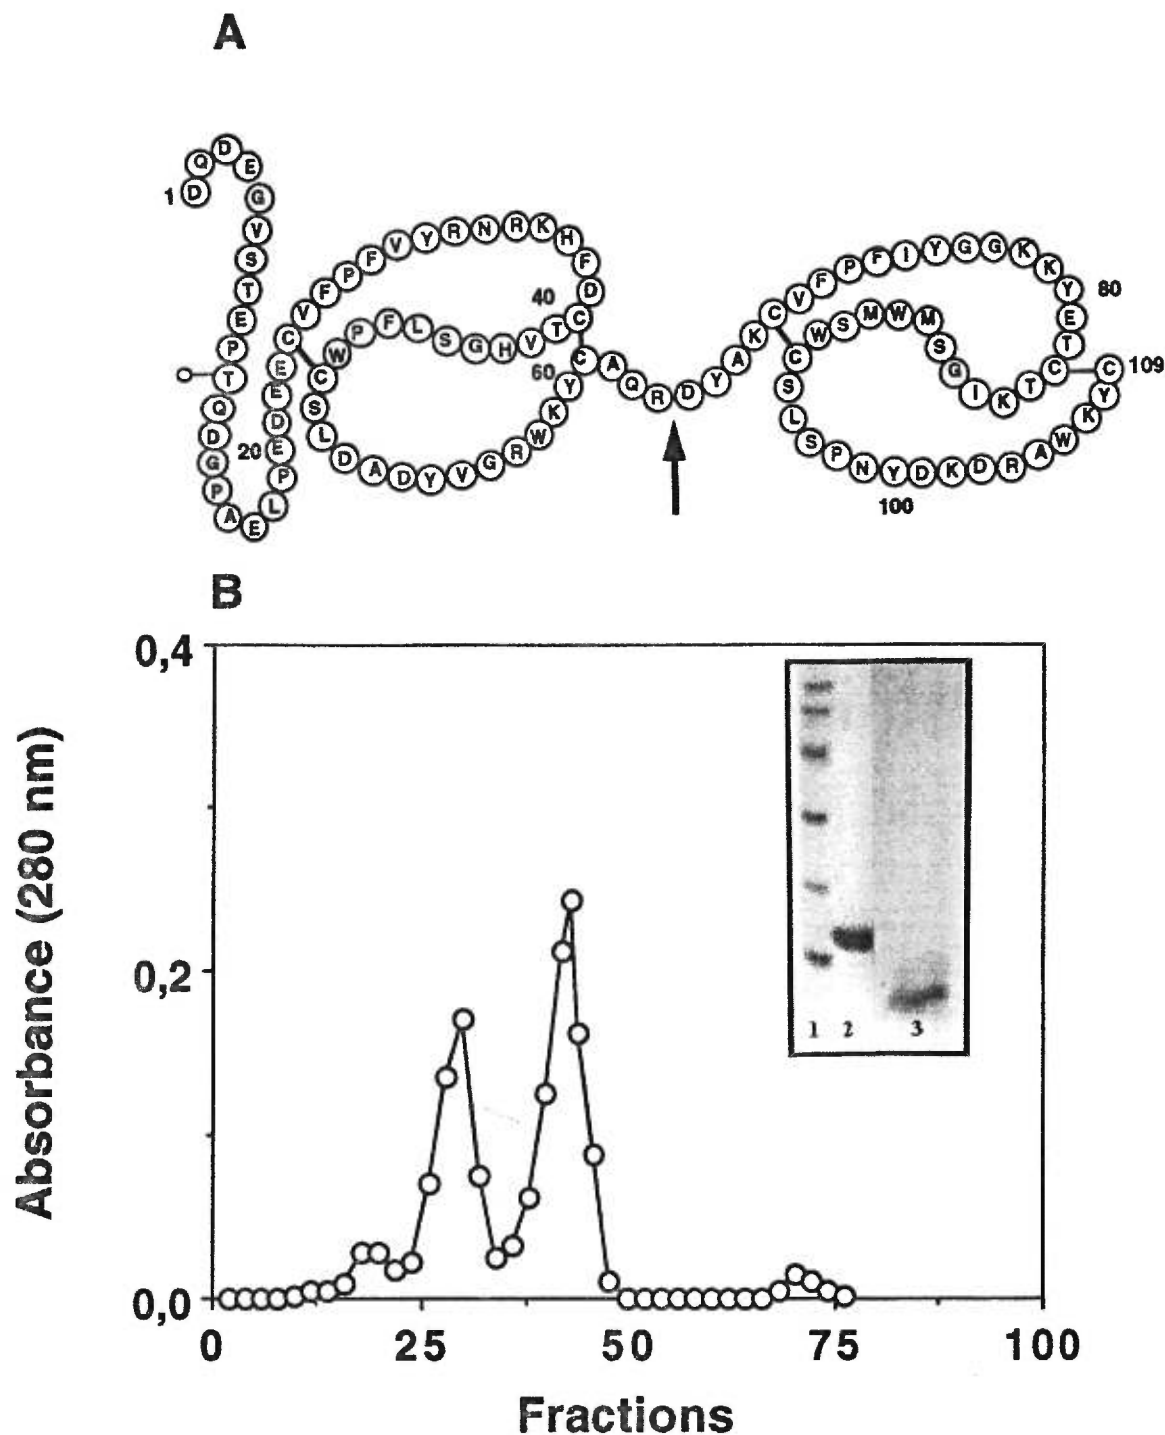 A
1 D Q D E G V S T E P T Q D G P A E L P E D E E C V F P F V Y R N R K H F D C T V H G S L F P W C S L D A D Y V G R W K Y C A Q R D Y A K C V F P F I Y G G K K Y E T C T K I G S M W M S W C S L S P N Y D K D R A W K Y C 109
20
40
60
80
100
B
0,4
0,2
0,0
Absorbance (280 nm)
1 2 3
0 25 50 75 100
Fractions